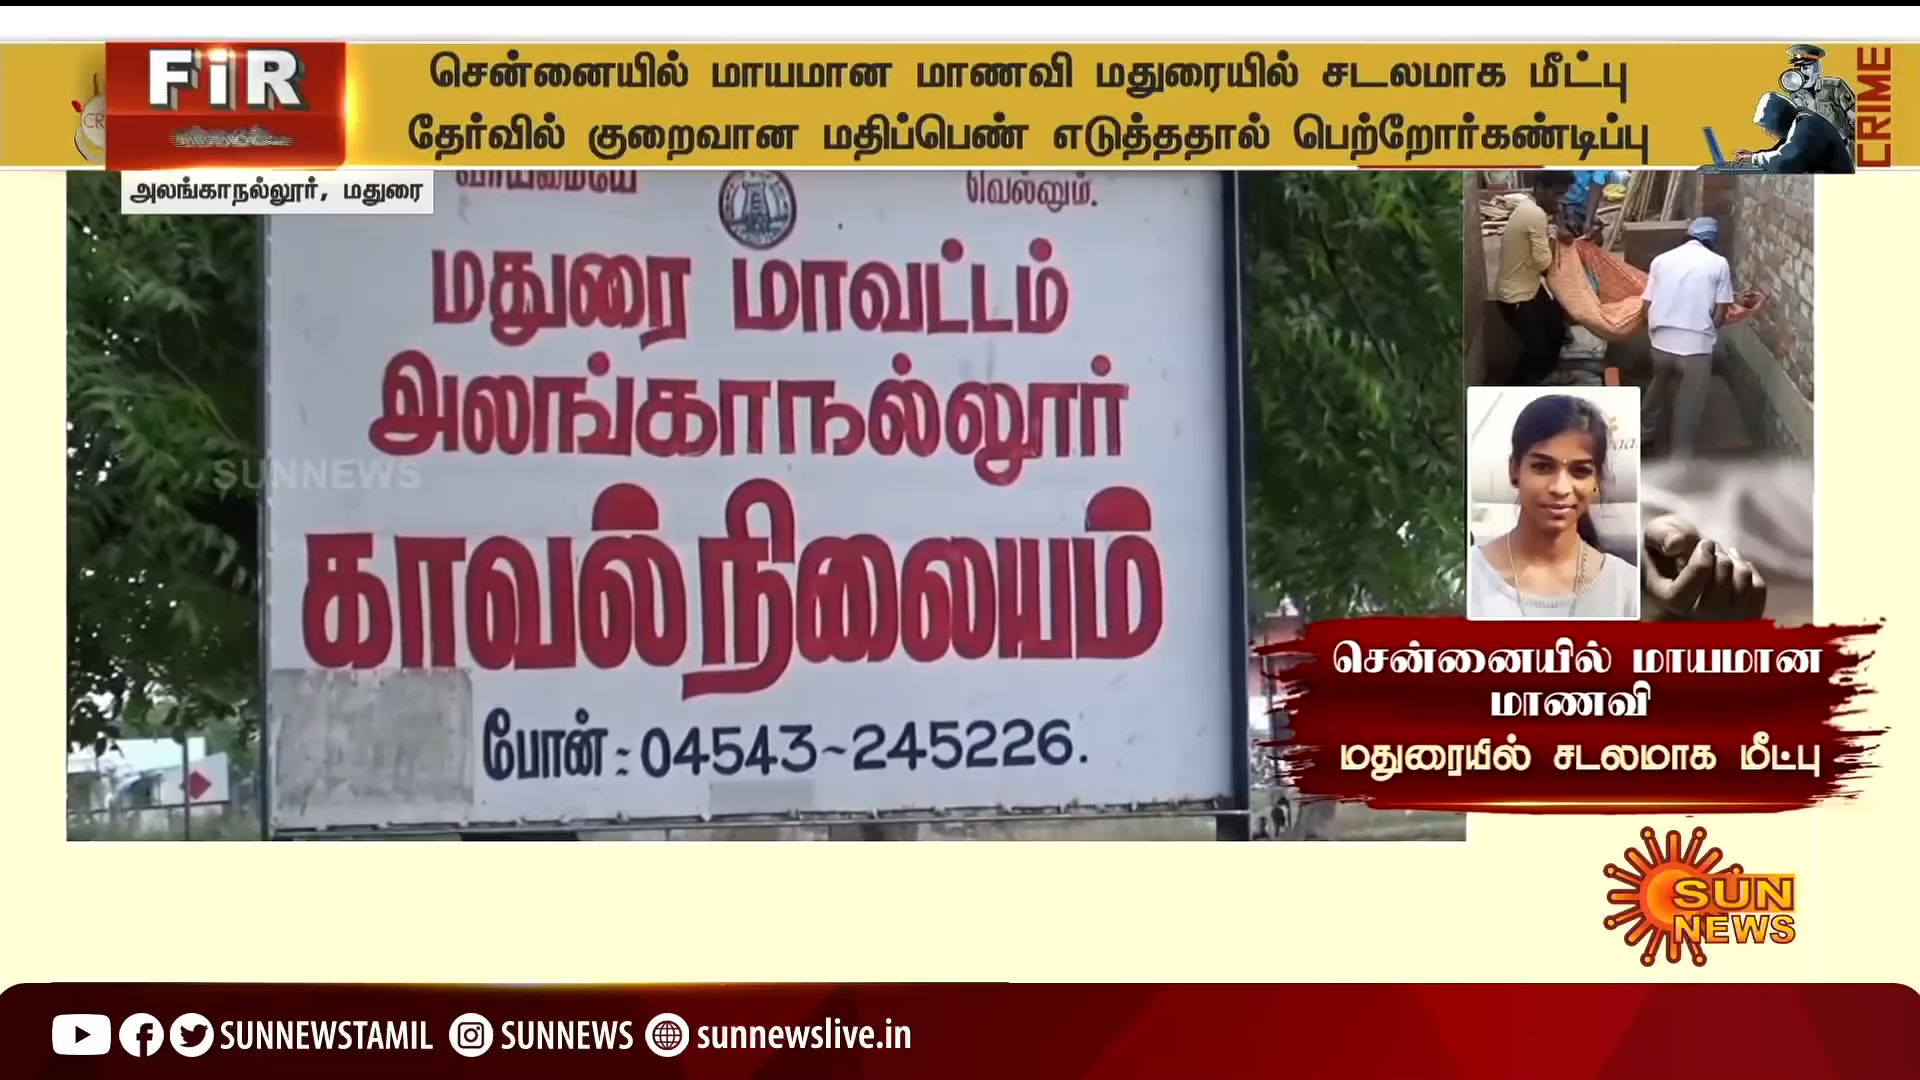 FiR
சென்னையில் மாயமான மாணவி மதுரையில் சடலமாக மீட்பு
தேர்வில் குறைவான மதிப்பெண் எடுத்ததால் பெற்றோர்கண்டிப்பு
CRIME
அலங்காநல்லூர், மதுரை
வாய்மையே
வெல்லும்.
மதுரை மாவட்டம்
அலங்காநல்லூர்
SUNNEWS
காவல்நிலையம்
போன் :- 04543-245226.
சென்னையில் மாயமான
மாணவி
மதுரையில் சடலமாக மீட்பு
SUN
NEWS
SUNNEWSTAMIL SUNNEWS sunnewslive.in